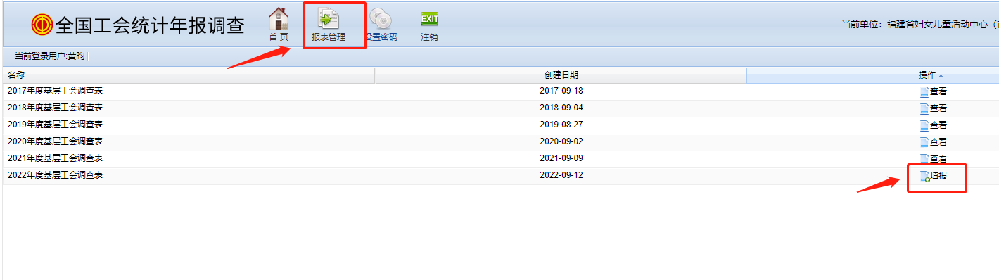 全国工会统计年报调查
首 页
报表管理
设置密码
EXIT
注销
当前单位：福建省妇女儿童活动中心（
当前登录用户:黄昀
名称 创建日期 操作
2017年度基层工会调查表 2017-09-18 查看
2018年度基层工会调查表 2018-09-04 查看
2019年度基层工会调查表 2019-08-27 查看
2020年度基层工会调查表 2020-09-02 查看
2021年度基层工会调查表 2021-09-09 查看
2022年度基层工会调查表 2022-09-12 填报